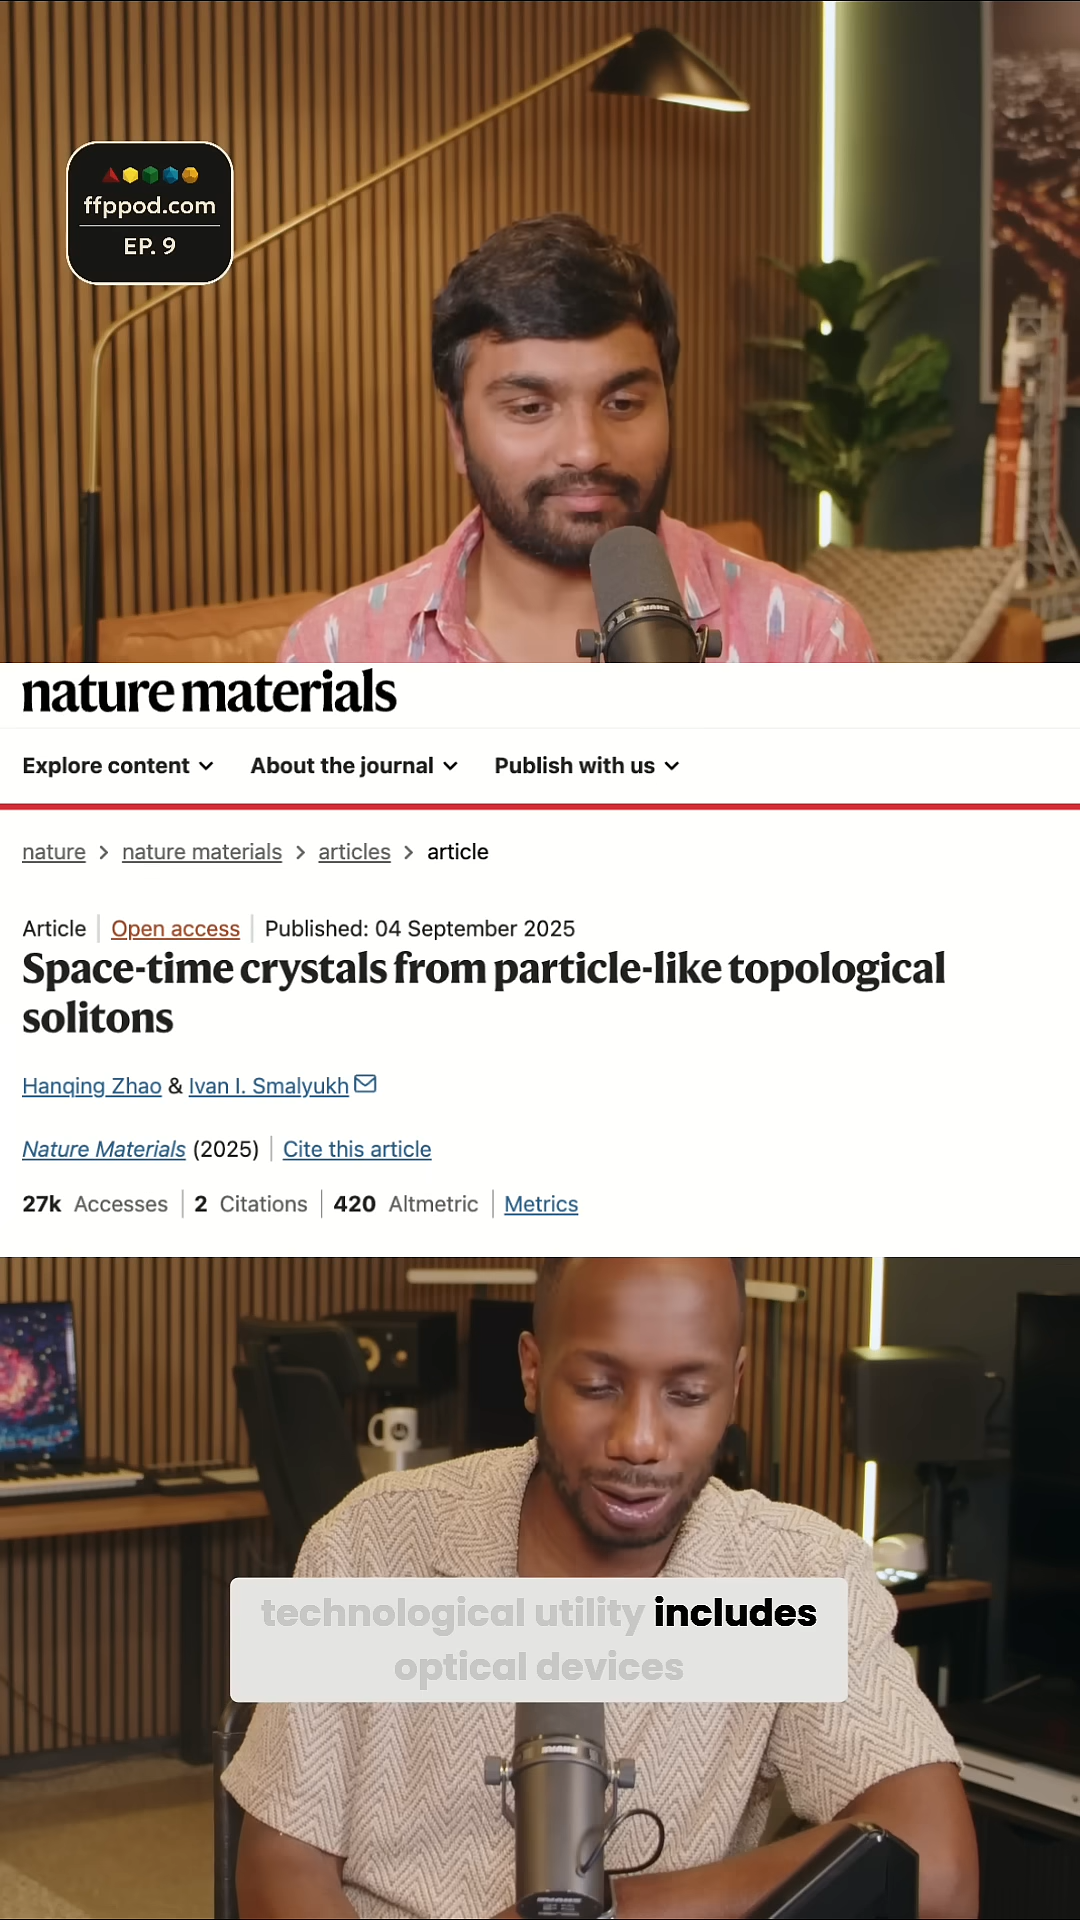 ffppod.com
EP. 9
nature materials
Explore content
About the journal
Publish with us
nature > nature materials > articles > article
Article | Open access | Published: 04 September 2025
Space-time crystals from particle-like topological
solitons
Hanqing Zhao & Ivan I. Smalyukh
Nature Materials (2025) | Cite this article
27k Accesses | 2 Citations | 420 Altmetric | Metrics
technological utility includes
optical devices